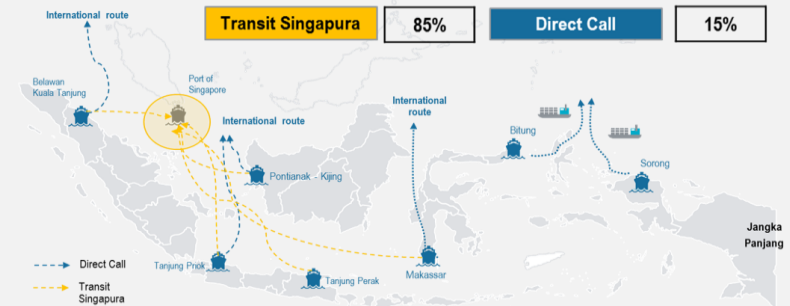 International route
Transit Singapura
85%
Direct Call
15%
Belawan
Kuala Tanjung
Port of
Singapore
International route
International
route
Bitung
Pontianak - Kijing
Sorong
Jangka
Panjang
Direct Call
Tanjung Priok
Tanjung Perak
Makassar
Transit
Singapura